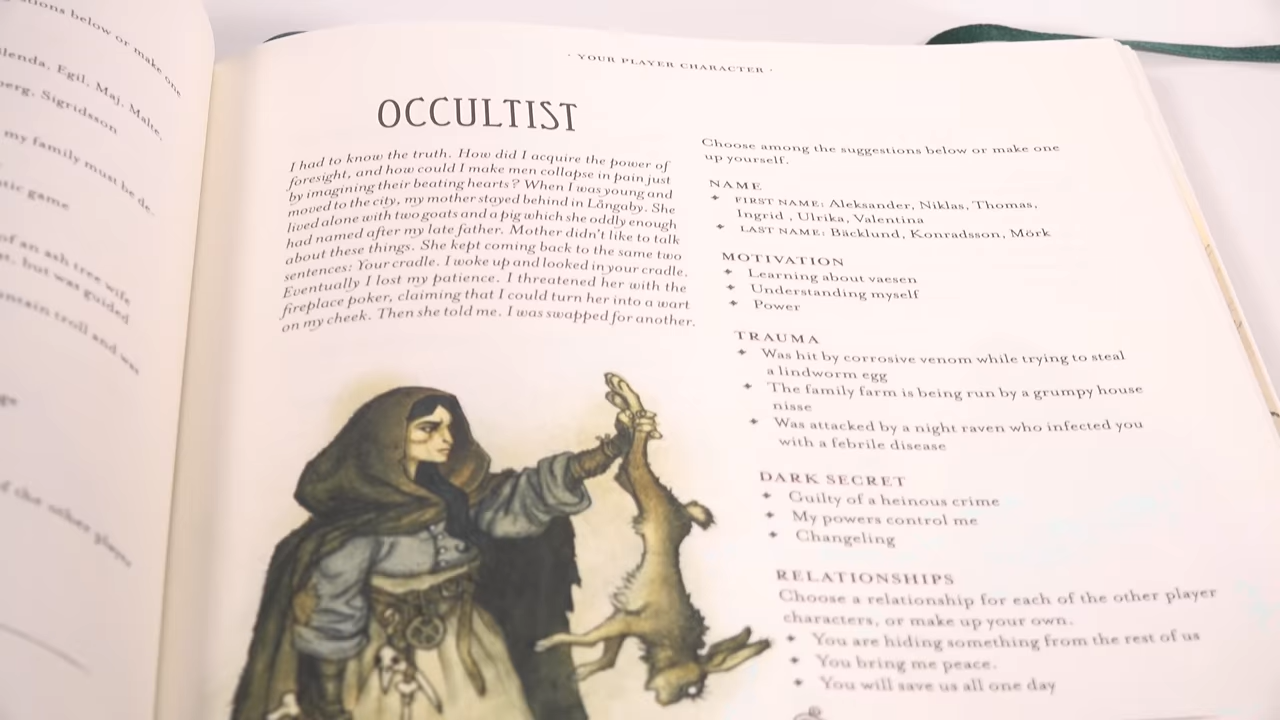 tions below or make one
lenda, Egil, Maj, Malte,
berg, Sigridsson
my family must be de-
tic game
of an ash tree wife
but was guided
untain troll and was
of the other player
· YOUR PLAYER CHARACTER ·
OCCULTIST
I had to know the truth. How did I acquire the power of
foresight, and how could I make men collapse in pain just
by imagining their beating hearts? When I was young and
moved to the city, my mother stayed behind in Långaby. She
lived alone with two goats and a pig which she oddly enough
had named after my late father. Mother didn't like to talk
about these things. She kept coming back to the same two
sentences: Your cradle. I woke up and looked in your cradle.
Eventually I lost my patience. I threatened her with the
fireplace poker, claiming that I could turn her into a wart
on my cheek. Then she told me. I was swapped for another.
Choose among the suggestions below or make one
up yourself.
NAME
✦ FIRST NAME: Aleksander, Niklas, Thomas,
Ingrid , Ulrika, Valentina
✦ LAST NAME: Bäcklund, Konradsson, Mörk
MOTIVATION
✦ Learning about vaesen
✦ Understanding myself
✦ Power
TRAUMA
✦ Was hit by corrosive venom while trying to steal
a lindworm egg
✦ The family farm is being run by a grumpy house
nisse
✦ Was attacked by a night raven who infected you
with a febrile disease
DARK SECRET
✦ Guilty of a heinous crime
✦ My powers control me
✦ Changeling
RELATIONSHIPS
Choose a relationship for each of the other player
characters, or make up your own.
✦ You are hiding something from the rest of us
✦ You bring me peace.
✦ You will save us all one day